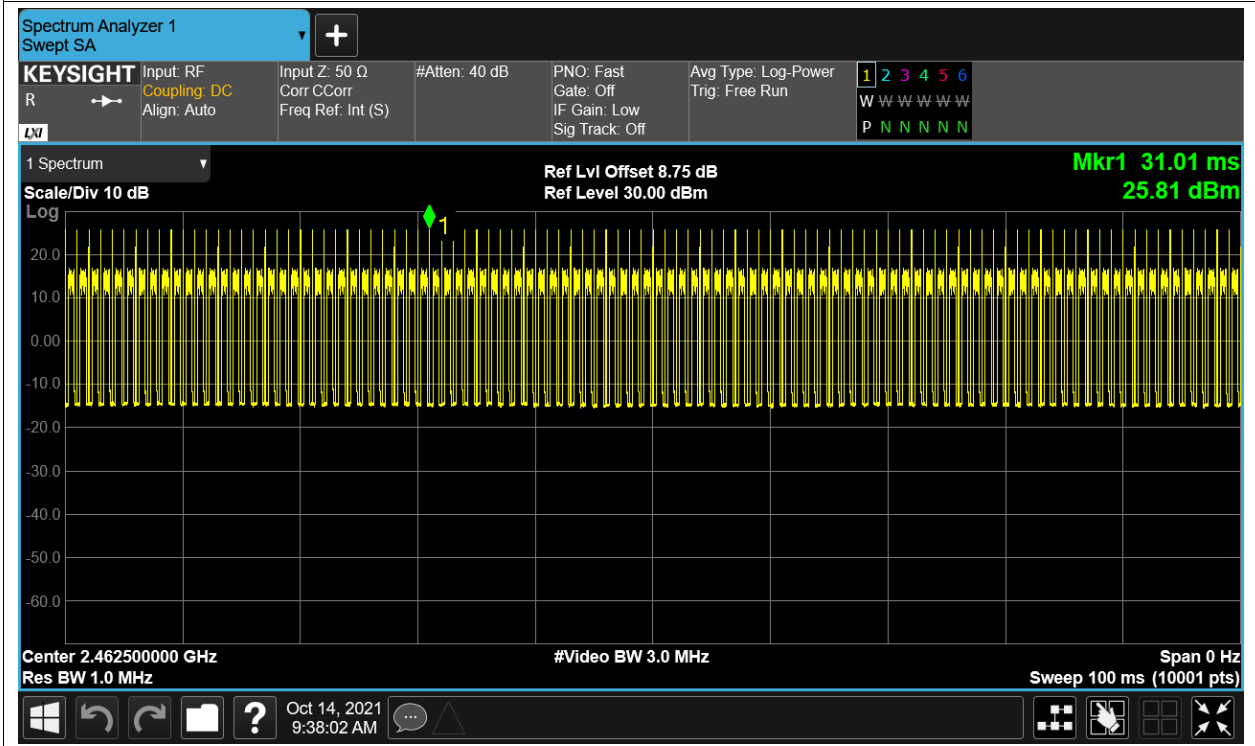 Spectrum Analyzer 1
Swept SA
KEYSIGHT
R
LXI
Input: RF
Coupling: DC
Align: Auto
Input Z: 50 Ω
Corr CCorr
Freq Ref: Int (S)
#Atten: 40 dB
PNO: Fast
Gate: Off
IF Gain: Low
Sig Track: Off
Avg Type: Log-Power
Trig: Free Run
1 2 3 4 5 6
W W W W W W
P N N N N N
1 Spectrum
Scale/Div 10 dB
Log
Ref Lvl Offset 8.75 dB
Ref Level 30.00 dBm
Mkr1 31.01 ms
25.81 dBm
1
20.0
10.0
0.00
-10.0
-20.0
-30.0
-40.0
-50.0
-60.0
Center 2.462500000 GHz
Res BW 1.0 MHz
#Video BW 3.0 MHz
Span 0 Hz
Sweep 100 ms (10001 pts)
?
Oct 14, 2021
9:38:02 AM